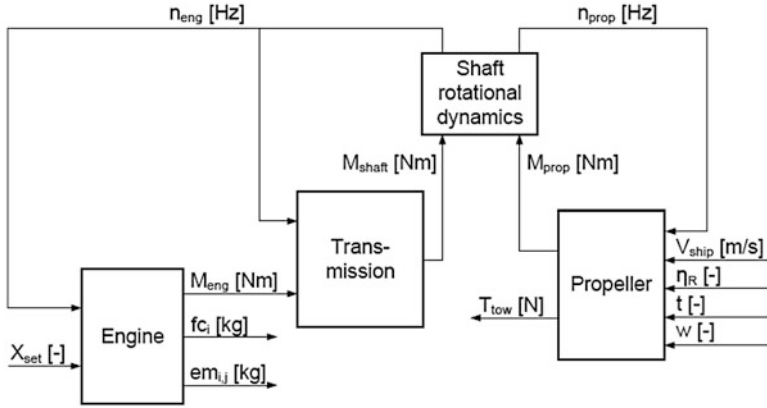 n_eng [Hz]
n_prop [Hz]
Shaft
rotational
dynamics
M_shaft [Nm]
M_prop [Nm]
Trans-
mission
M_eng [Nm]
Engine
fc_i [kg]
X_set [-]
em_i,j [kg]
Propeller
T_tow [N]
V_ship [m/s]
η_R [-]
t [-]
w [-]